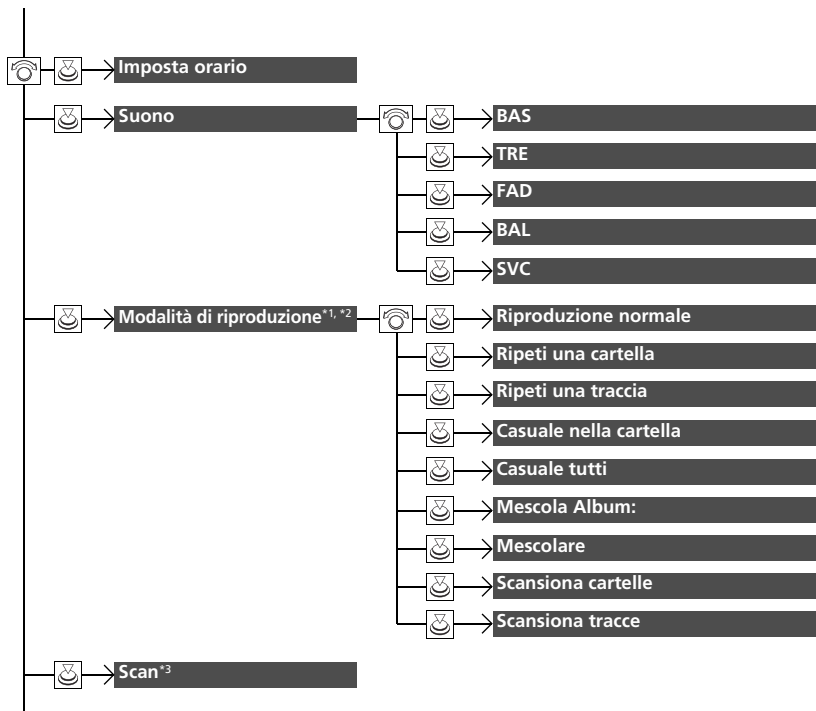 Imposta orario
Suono
BAS
TRE
FAD
BAL
SVC
Modalità di riproduzione*1, *2
Riproduzione normale
Ripeti una cartella
Ripeti una traccia
Casuale nella cartella
Casuale tutti
Mescola Album:
Mescolare
Scansiona cartelle
Scansiona tracce
Scan*3